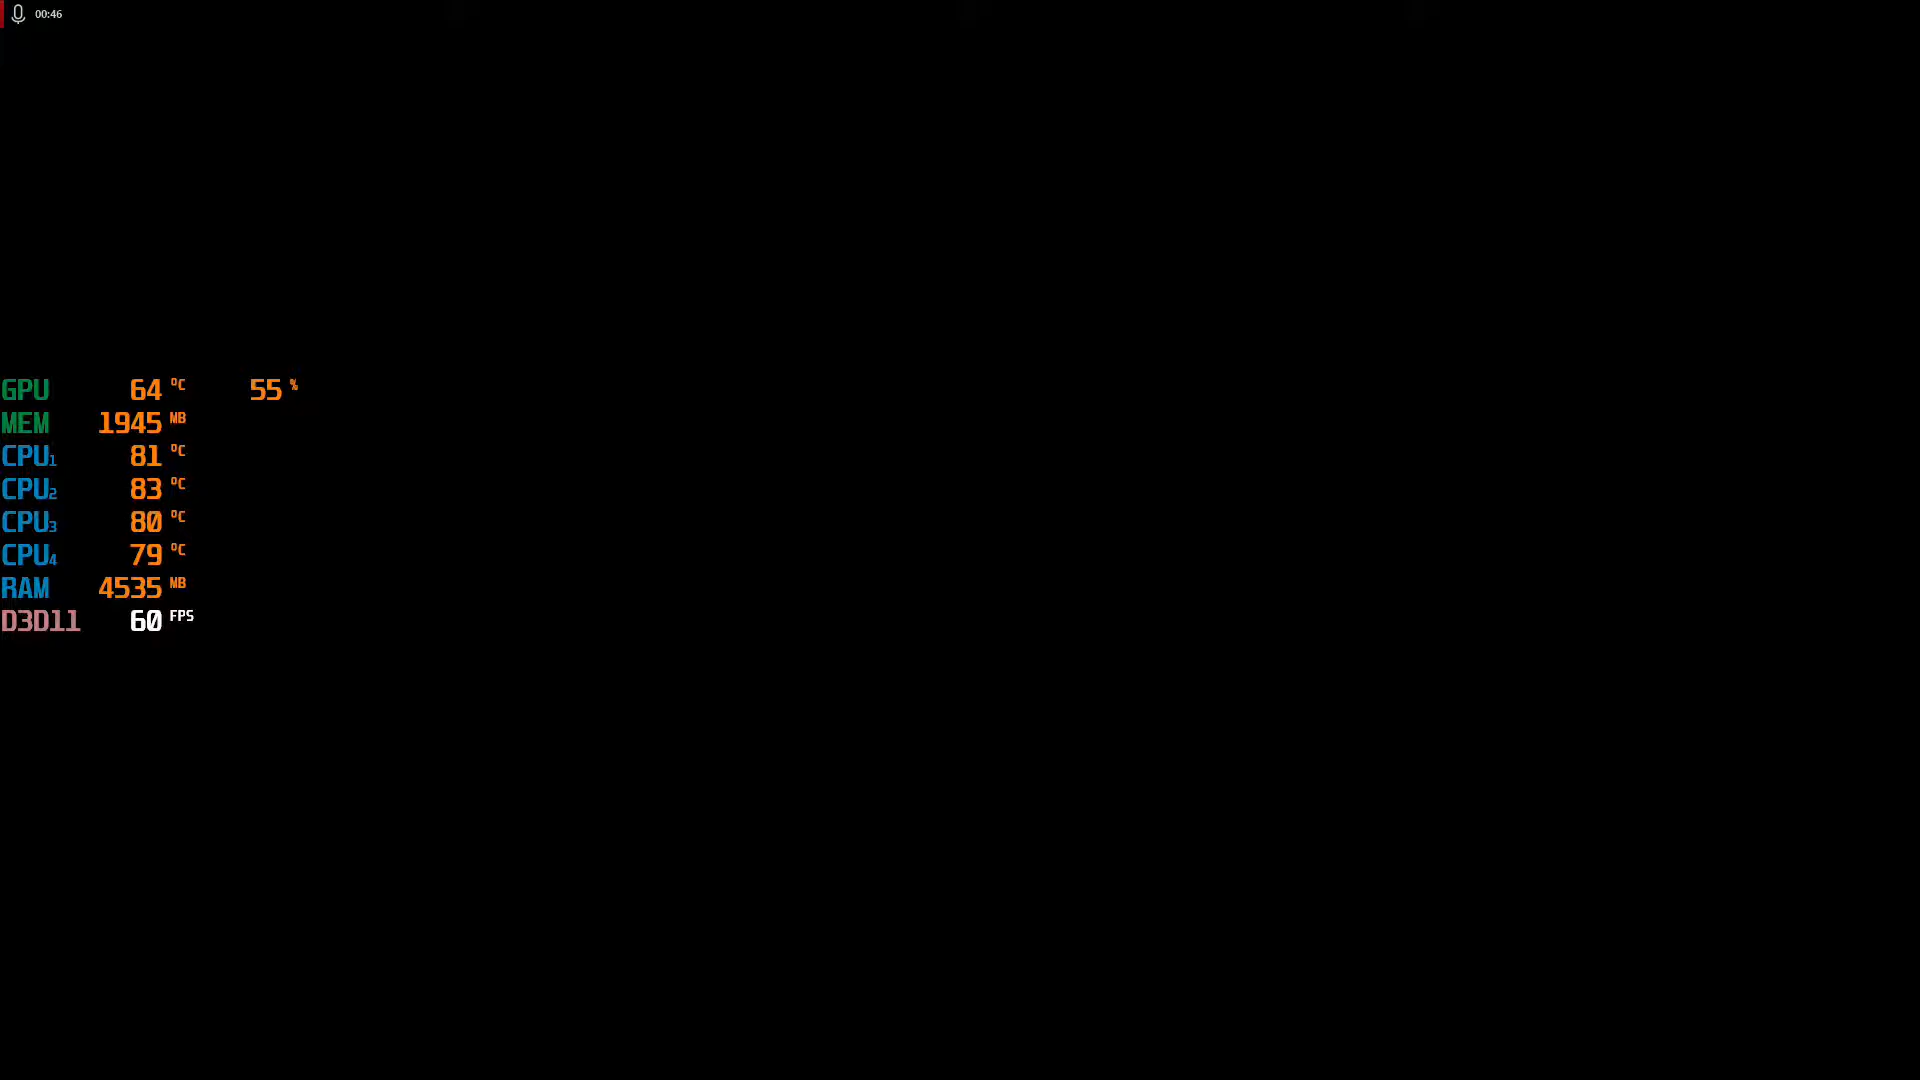 00:46
GPU 64 °C 55 %
MEM 1945 MB
CPU1 81 °C
CPU2 83 °C
CPU3 80 °C
CPU4 79 °C
RAM 4535 MB
D3D11 60 FPS